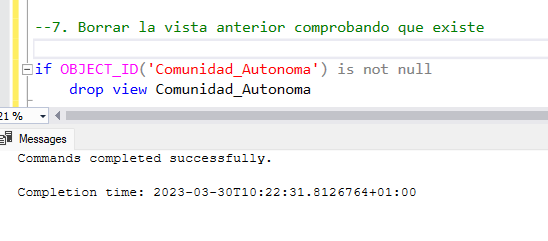 --7. Borrar la vista anterior comprobando que existe
if OBJECT_ID('Comunidad_Autonoma') is not null
drop view Comunidad_Autonoma
21 %
Messages
Commands completed successfully.
Completion time: 2023-03-30T10:22:31.8126764+01:00